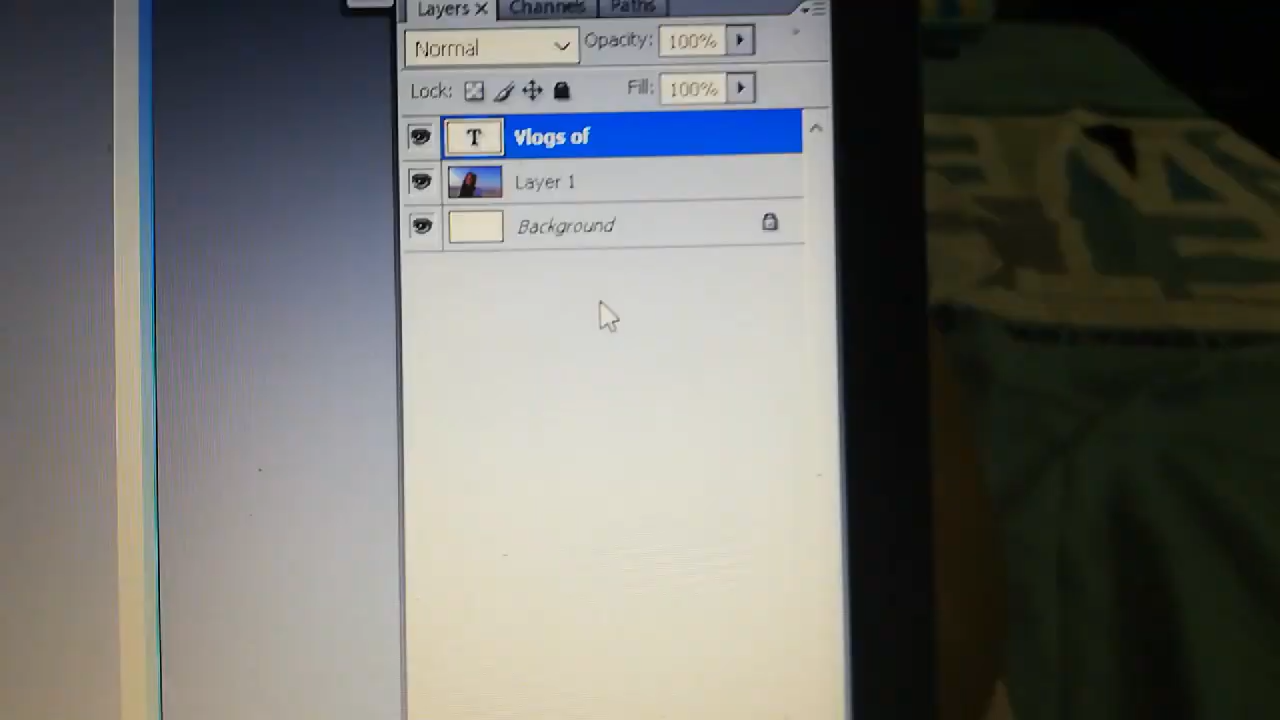 Layers × Channels Paths
Normal Opacity: 100%
Lock: Fill: 100%
T Vlogs of
Layer 1
Background